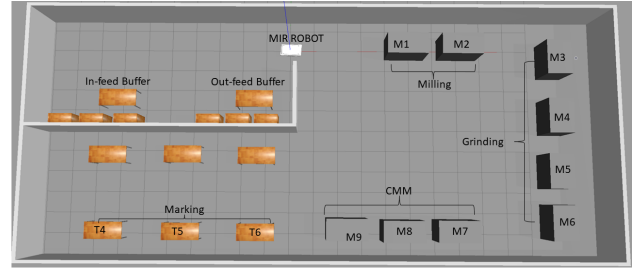 MIR ROBOT
M1
M2
M3
Milling
In-feed Buffer
Out-feed Buffer
M4
Grinding
M5
CMM
Marking
M6
T4
T5
T6
M9
M8
M7